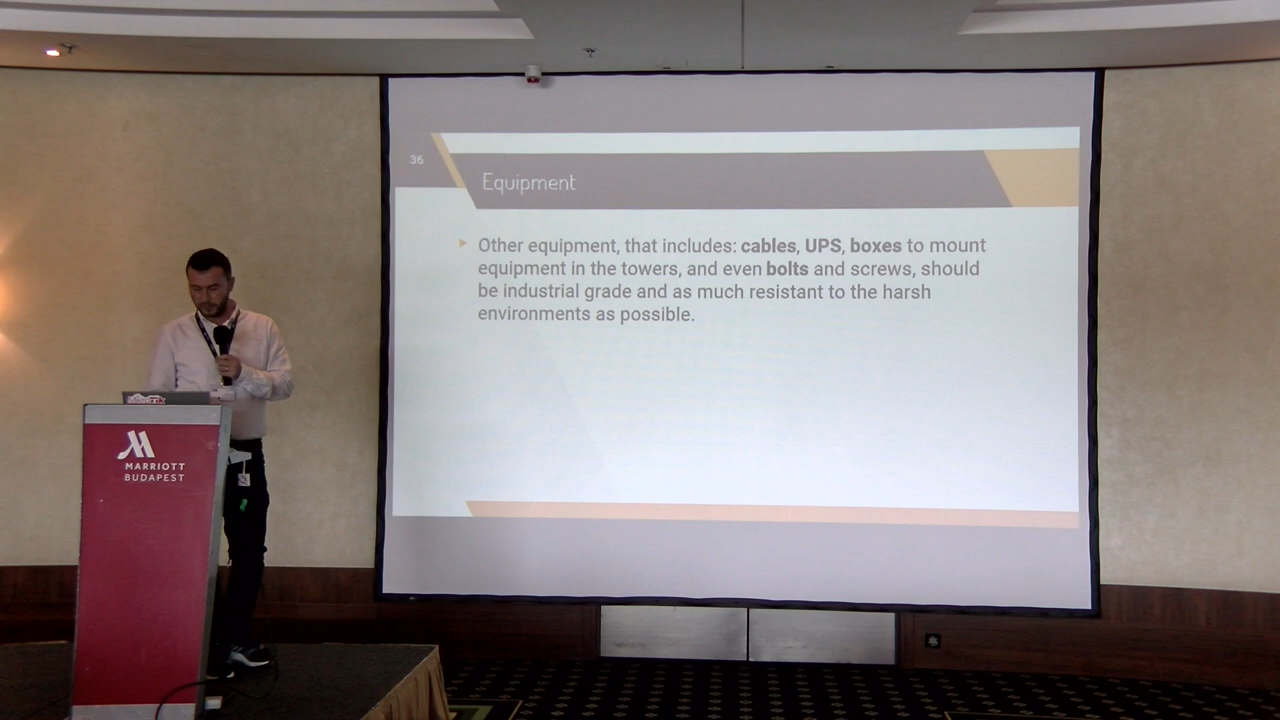 36
Equipment
Other equipment, that includes: cables, UPS, boxes to mount
equipment in the towers, and even bolts and screws, should
be industrial grade and as much resistant to the harsh
environments as possible.
MARRIOTT
BUDAPEST